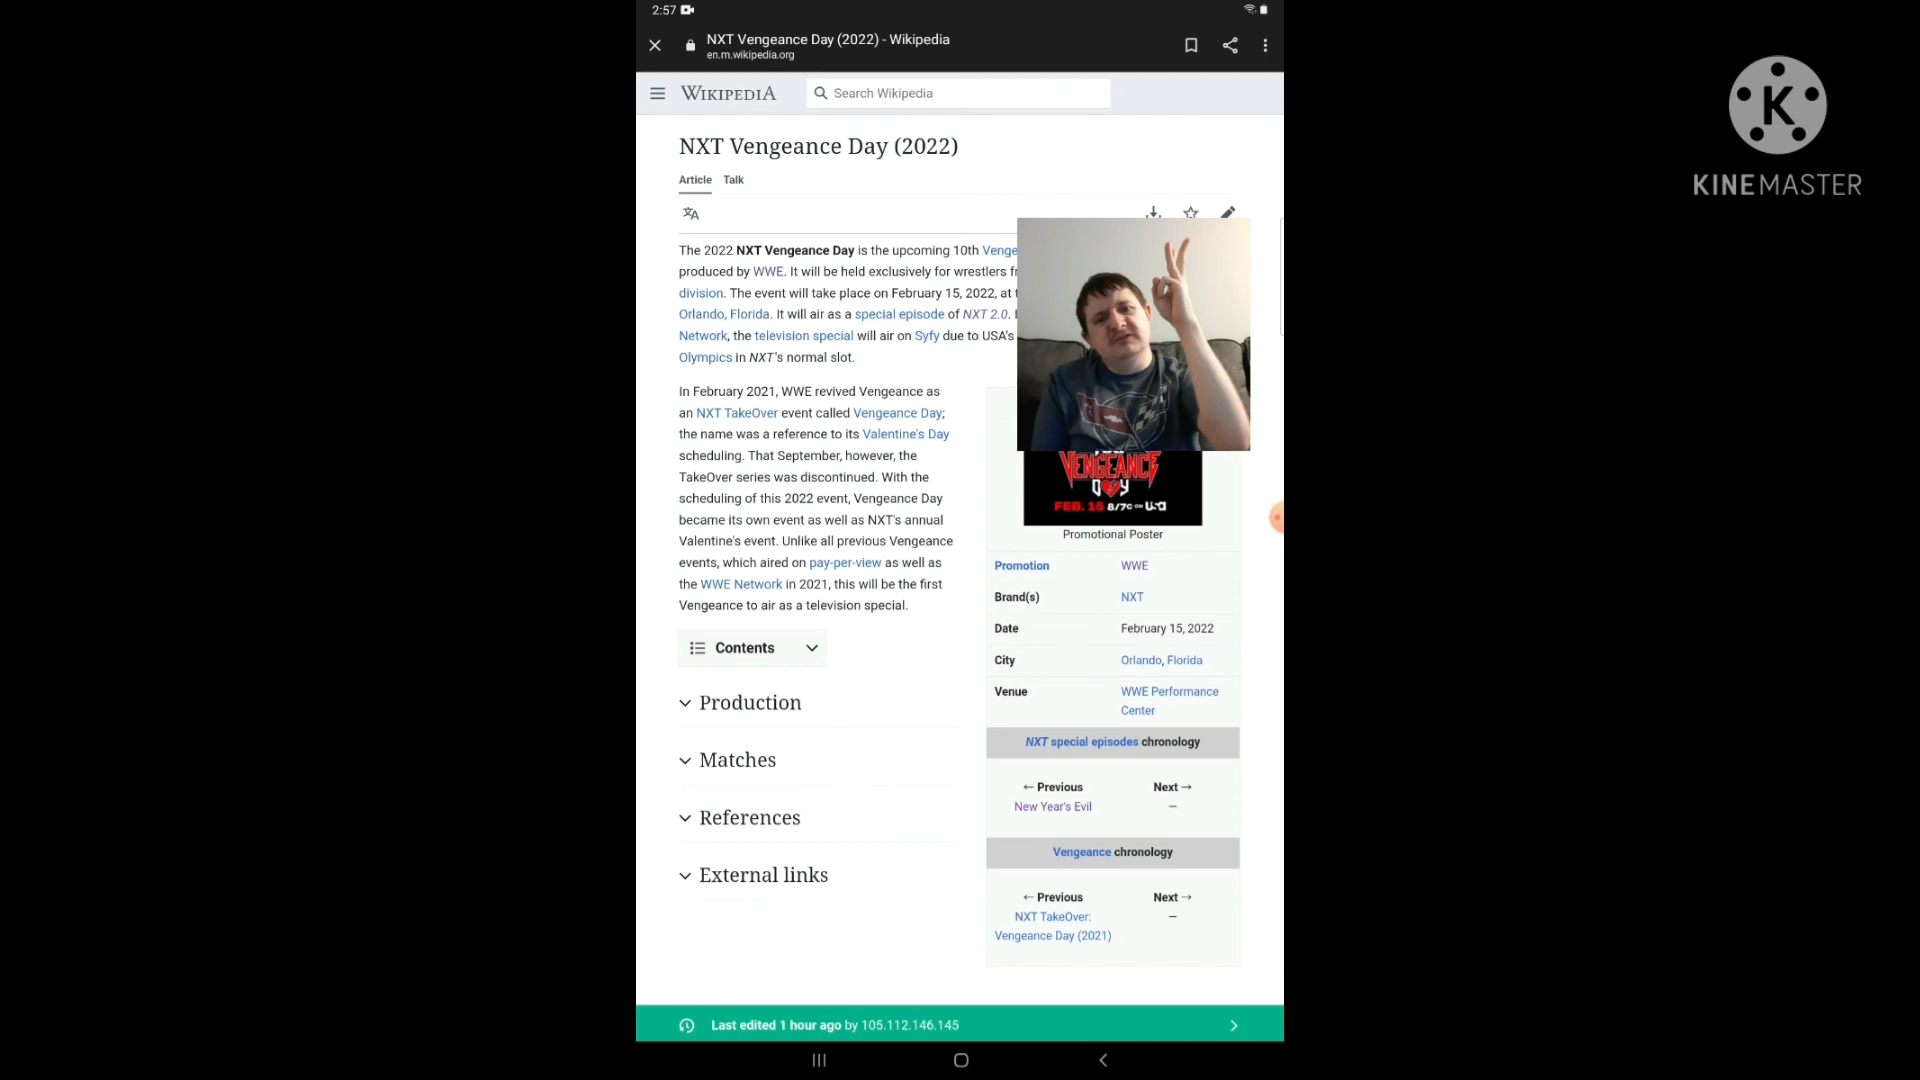 2:57
NXT Vengeance Day (2022) - Wikipedia
en.m.wikipedia.org
WIKIPEDIA
Search Wikipedia
KINEMASTER
NXT Vengeance Day (2022)
Article Talk
The 2022 NXT Vengeance Day is the upcoming 10th Venge
produced by WWE. It will be held exclusively for wrestlers
division. The event will take place on February 15, 2022, at
Orlando, Florida. It will air as a special episode of NXT 2.0.
Network, the television special will air on Syfy due to USA's
Olympics in NXT's normal slot.
In February 2021, WWE revived Vengeance as
an NXT TakeOver event called Vengeance Day;
the name was a reference to its Valentine's Day
scheduling. That September, however, the
TakeOver series was discontinued. With the
scheduling of this 2022 event, Vengeance Day
became its own event as well as NXT's annual
Valentine's event. Unlike all previous Vengeance
events, which aired on pay-per-view as well as
the WWE Network in 2021, this will be the first
Vengeance to air as a television special.
Contents
Production
Matches
References
External links
VENGEANCE
DAY
FEB. 15 8/7C ON USA
Promotional Poster
Promotion WWE
Brand(s) NXT
Date February 15, 2022
City Orlando, Florida
Venue WWE Performance
Center
NXT special episodes chronology
← Previous Next →
New Year's Evil –
Vengeance chronology
← Previous Next →
NXT TakeOver: –
Vengeance Day (2021)
Last edited 1 hour ago by 105.112.146.145